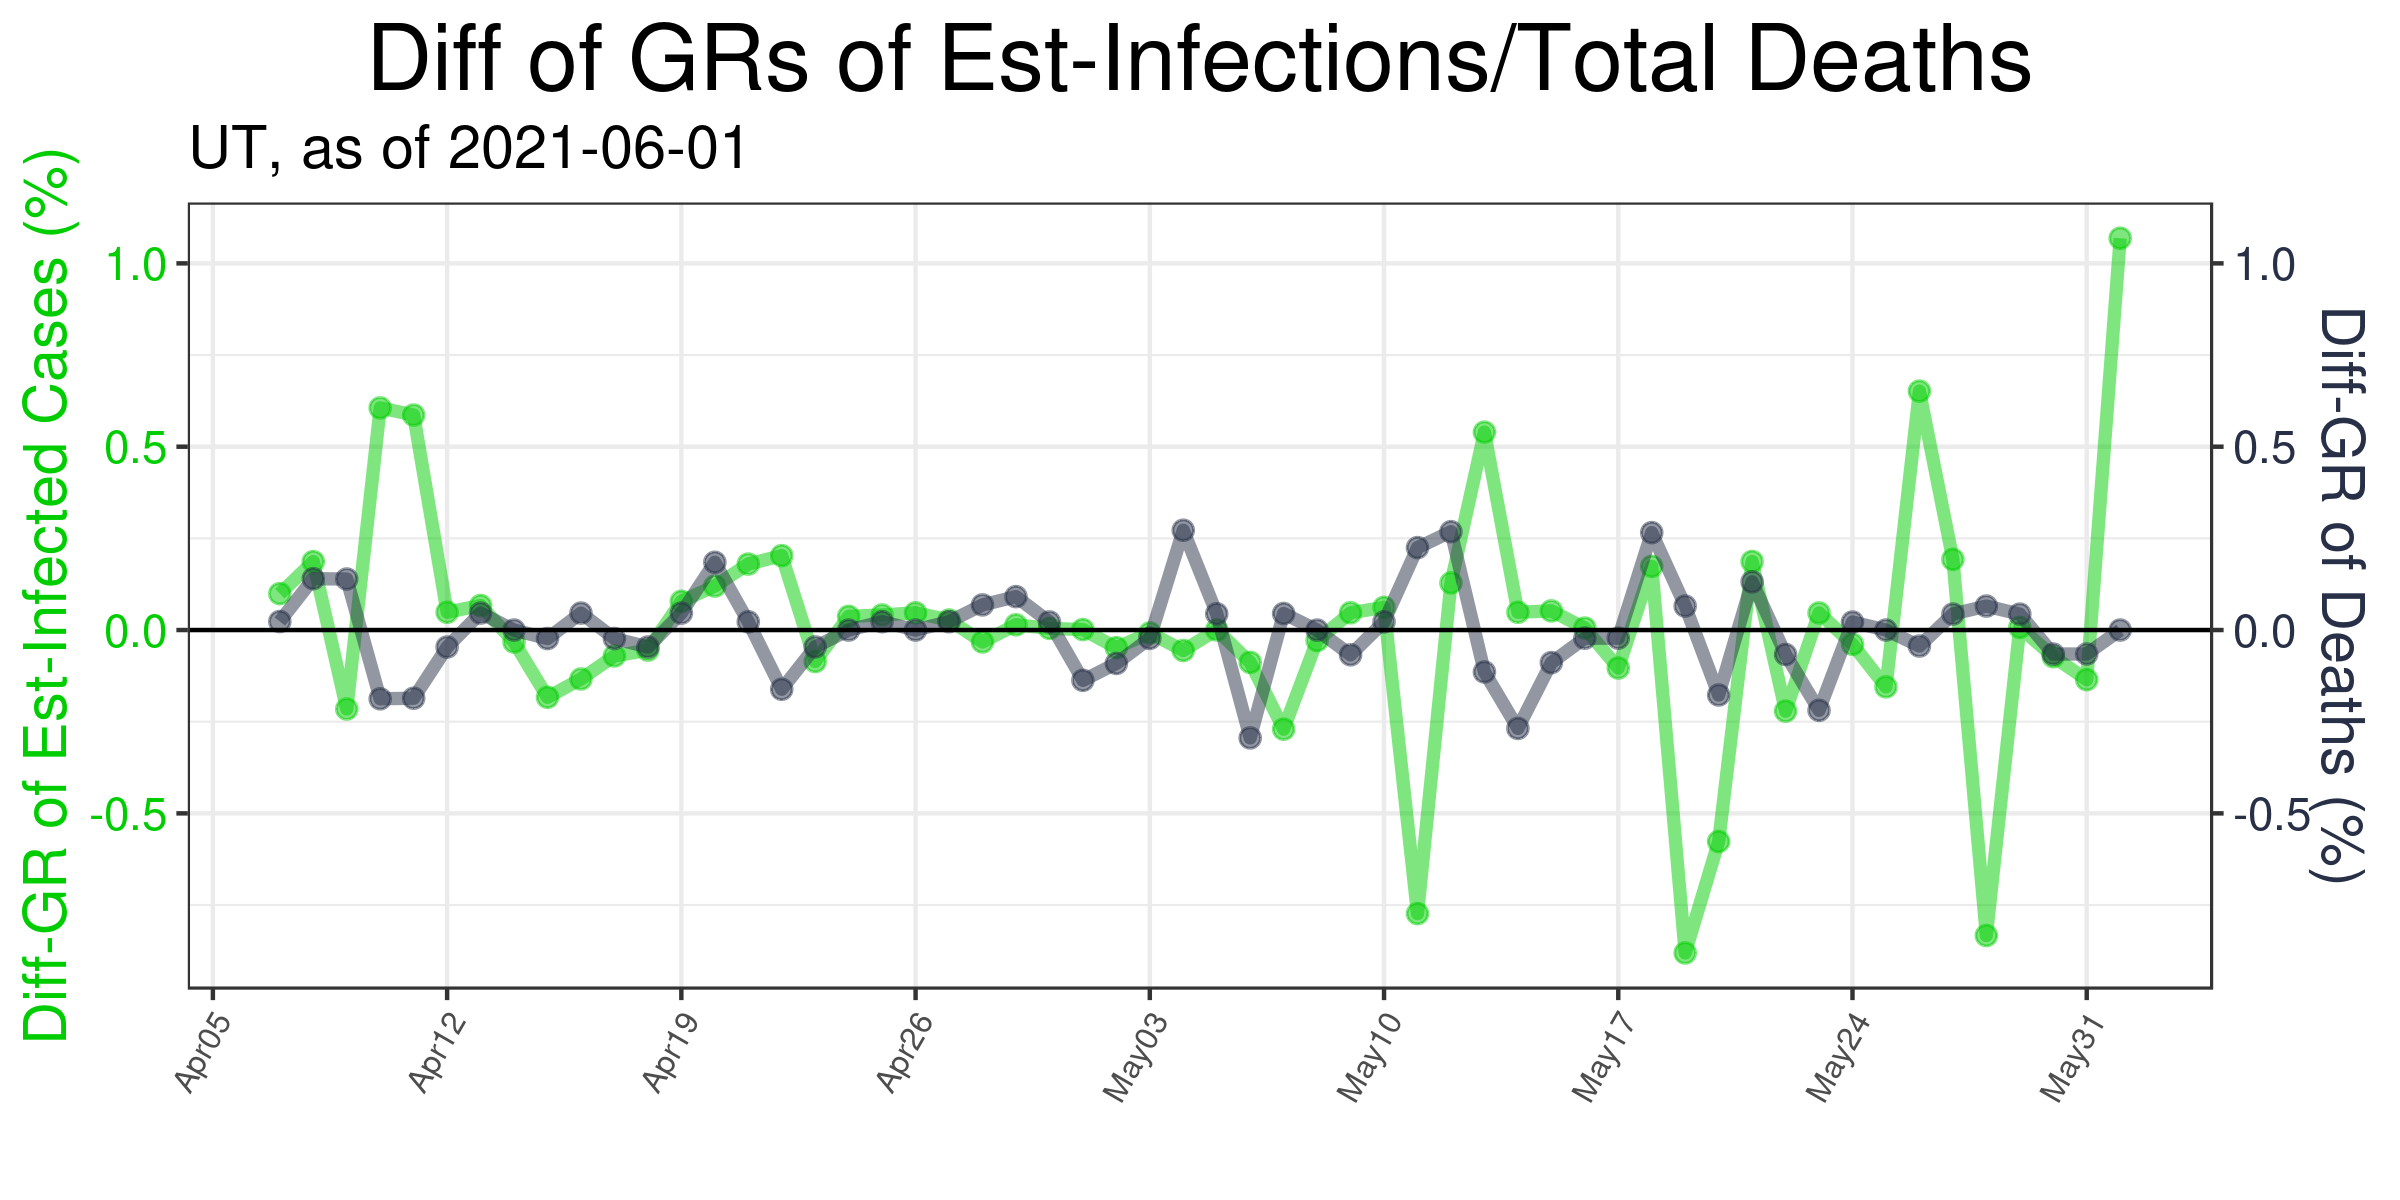 Diff of GRs of Est-Infections/Total Deaths
UT, as of 2021-06-01
Diff-GR of Est-Infected Cases (%)
1.0
0.5
0.0
-0.5
1.0
0.5
0.0
-0.5
Diff-GR of Deaths (%)
Apr05
Apr12
Apr19
Apr26
May03
May10
May17
May24
May31